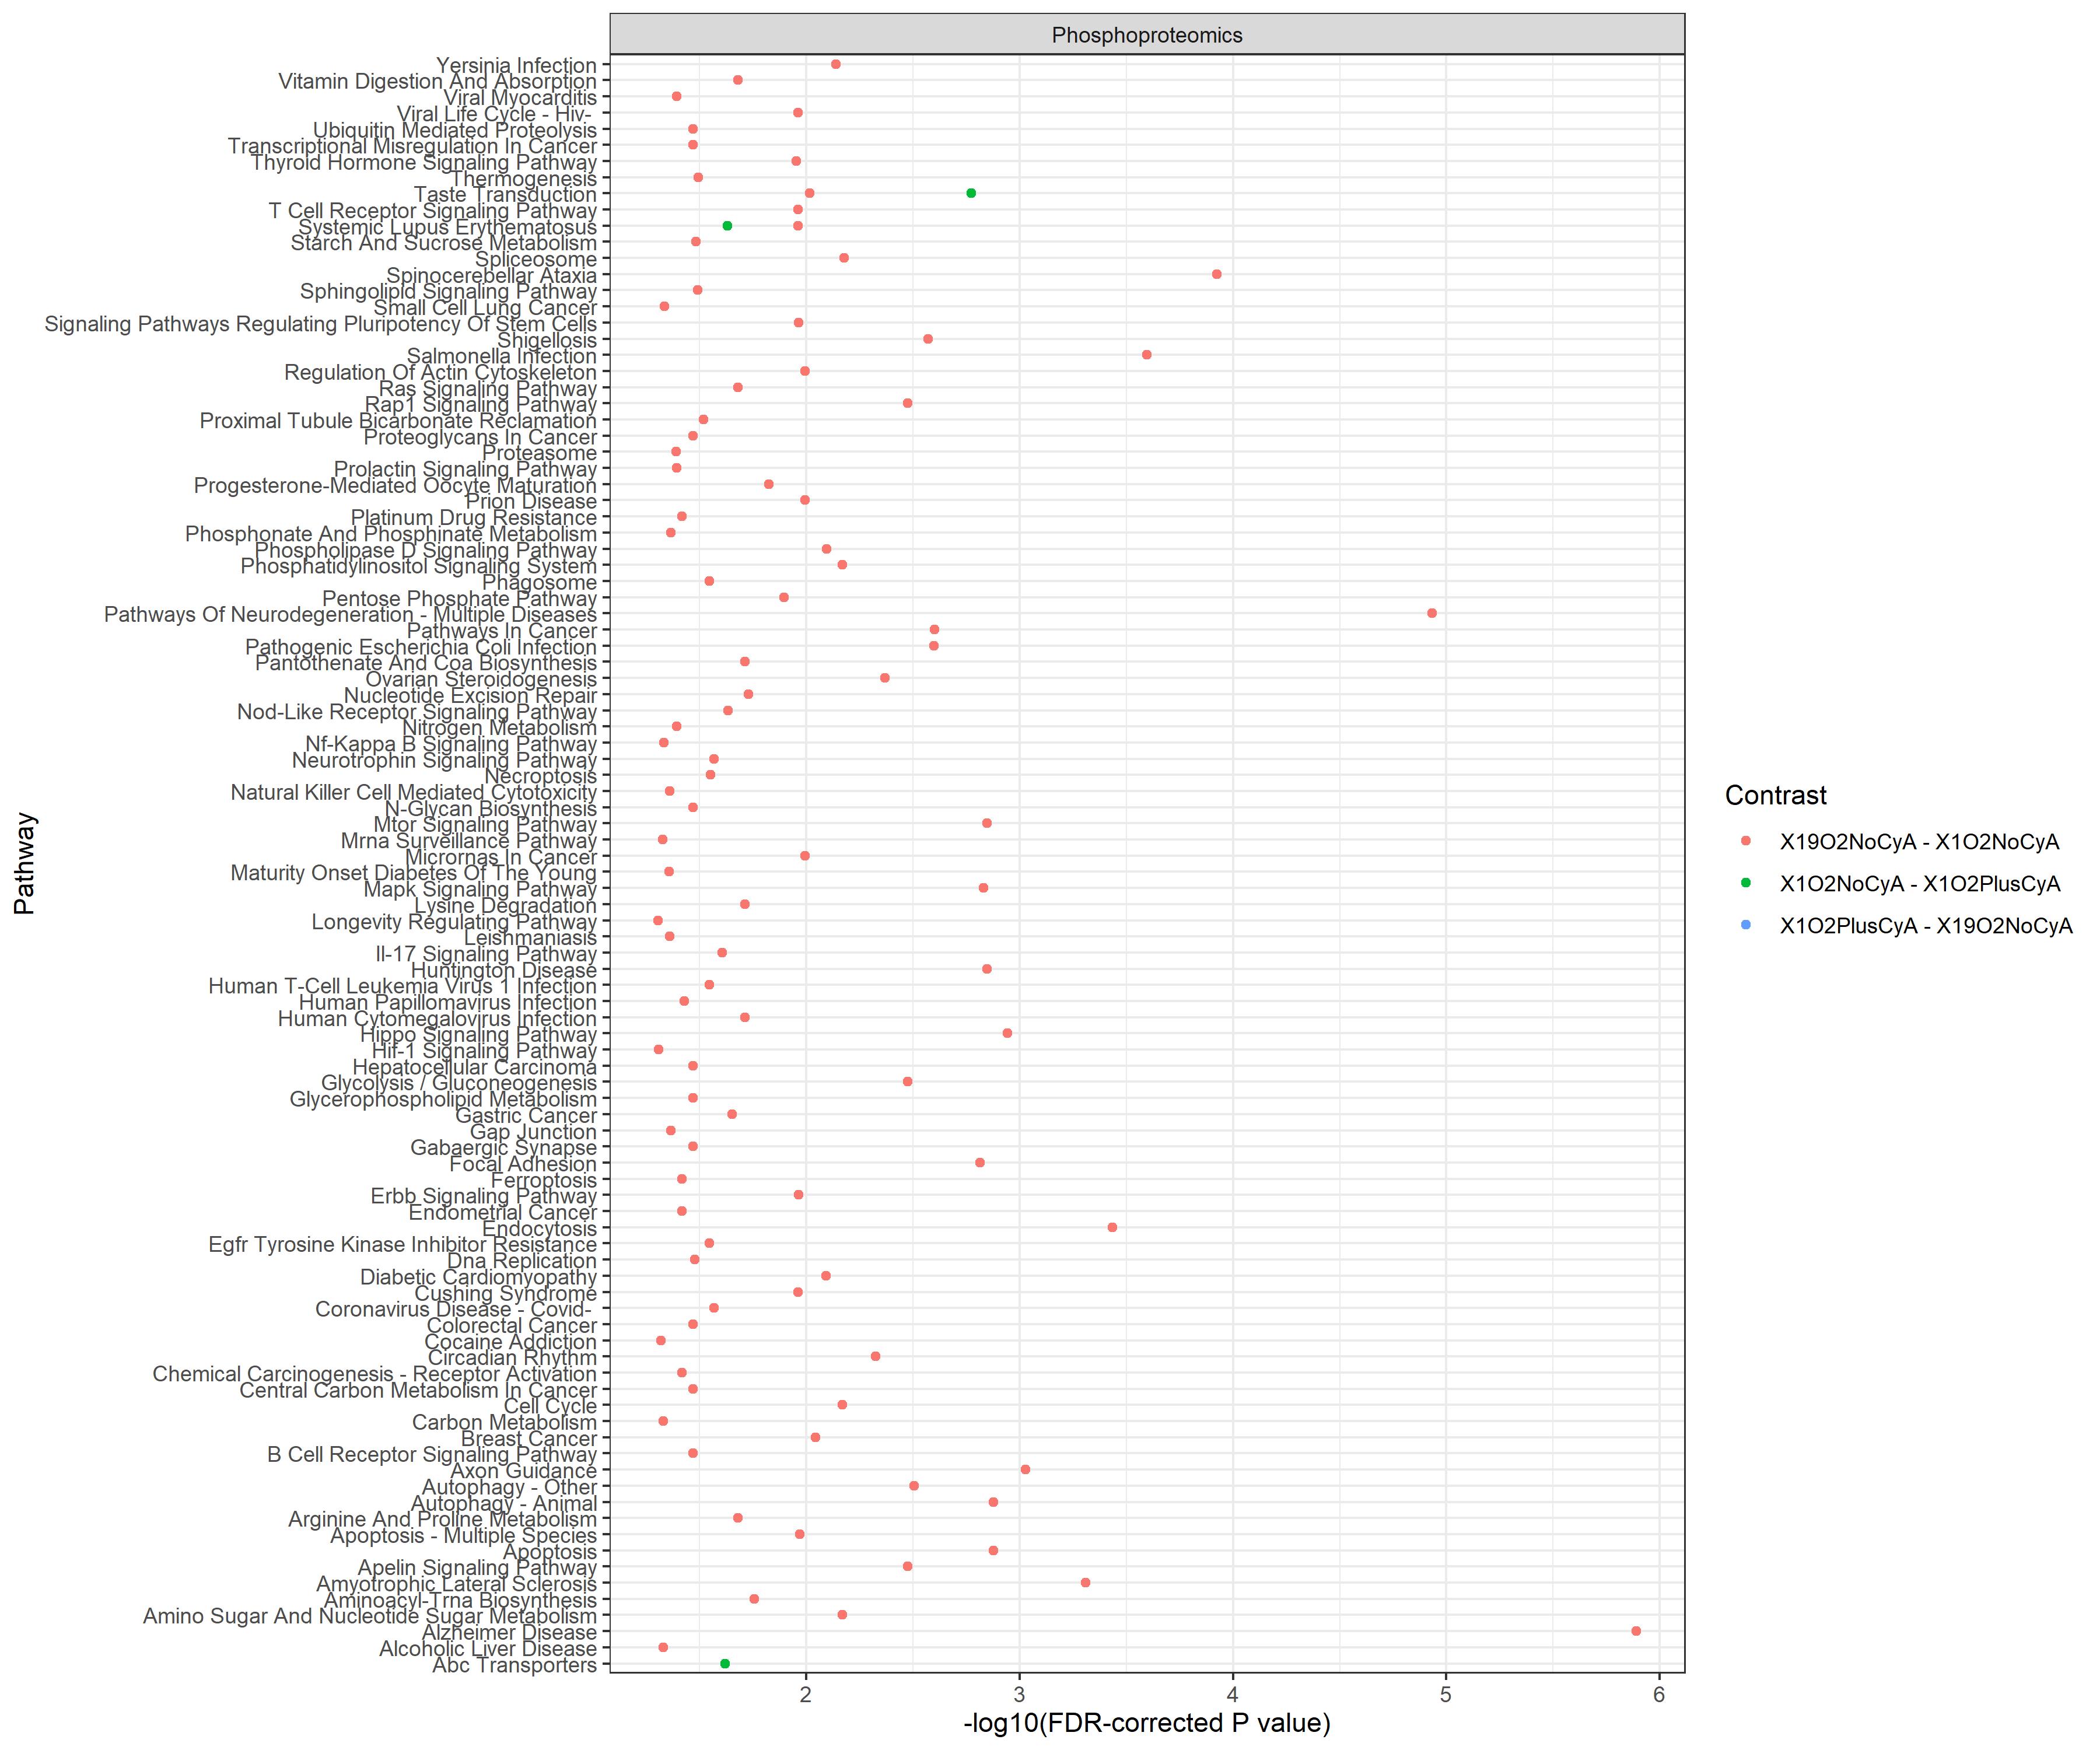 Phosphoproteomics
Yersinia Infection
Vitamin Digestion And Absorption
Viral Myocarditis
Viral Life Cycle - Hiv-
Ubiquitin Mediated Proteolysis
Transcriptional Misregulation In Cancer
Thyroid Hormone Signaling Pathway
Thermogenesis
Taste Transduction
T Cell Receptor Signaling Pathway
Systemic Lupus Erythematosus
Starch And Sucrose Metabolism
Spliceosome
Spinocerebellar Ataxia
Sphingolipid Signaling Pathway
Small Cell Lung Cancer
Signaling Pathways Regulating Pluripotency Of Stem Cells
Shigellosis
Salmonella Infection
Regulation Of Actin Cytoskeleton
Ras Signaling Pathway
Rap1 Signaling Pathway
Proximal Tubule Bicarbonate Reclamation
Proteoglycans In Cancer
Proteasome
Prolactin Signaling Pathway
Progesterone-Mediated Oocyte Maturation
Prion Disease
Platinum Drug Resistance
Phosphonate And Phosphinate Metabolism
Phospholipase D Signaling Pathway
Phosphatidylinositol Signaling System
Phagosome
Pentose Phosphate Pathway
Pathways Of Neurodegeneration - Multiple Diseases
Pathways In Cancer
Pathogenic Escherichia Coli Infection
Pantothenate And Coa Biosynthesis
Ovarian Steroidogenesis
Nucleotide Excision Repair
Nod-Like Receptor Signaling Pathway
Nitrogen Metabolism
Nf-Kappa B Signaling Pathway
Neurotrophin Signaling Pathway
Necroptosis
Natural Killer Cell Mediated Cytotoxicity
N-Glycan Biosynthesis
Mtor Signaling Pathway
Mrna Surveillance Pathway
Micrornas In Cancer
Maturity Onset Diabetes Of The Young
Mapk Signaling Pathway
Lysine Degradation
Longevity Regulating Pathway
Leishmaniasis
Il-17 Signaling Pathway
Huntington Disease
Human T-Cell Leukemia Virus 1 Infection
Human Papillomavirus Infection
Human Cytomegalovirus Infection
Hippo Signaling Pathway
Hif-1 Signaling Pathway
Hepatocellular Carcinoma
Glycolysis / Gluconeogenesis
Glycerophospholipid Metabolism
Gastric Cancer
Gap Junction
Gabaergic Synapse
Focal Adhesion
Ferroptosis
Erbb Signaling Pathway
Endometrial Cancer
Endocytosis
Egfr Tyrosine Kinase Inhibitor Resistance
Dna Replication
Diabetic Cardiomyopathy
Cushing Syndrome
Coronavirus Disease - Covid-
Colorectal Cancer
Cocaine Addiction
Circadian Rhythm
Chemical Carcinogenesis - Receptor Activation
Central Carbon Metabolism In Cancer
Cell Cycle
Carbon Metabolism
Breast Cancer
B Cell Receptor Signaling Pathway
Axon Guidance
Autophagy - Other
Autophagy - Animal
Arginine And Proline Metabolism
Apoptosis - Multiple Species
Apoptosis
Apelin Signaling Pathway
Amyotrophic Lateral Sclerosis
Aminoacyl-Trna Biosynthesis
Amino Sugar And Nucleotide Sugar Metabolism
Alzheimer Disease
Alcoholic Liver Disease
Abc Transporters
Pathway
2 3 4 5 6
-log10(FDR-corrected P value)
Contrast
X19O2NoCyA - X1O2NoCyA
X1O2NoCyA - X1O2PlusCyA
X1O2PlusCyA - X19O2NoCyA